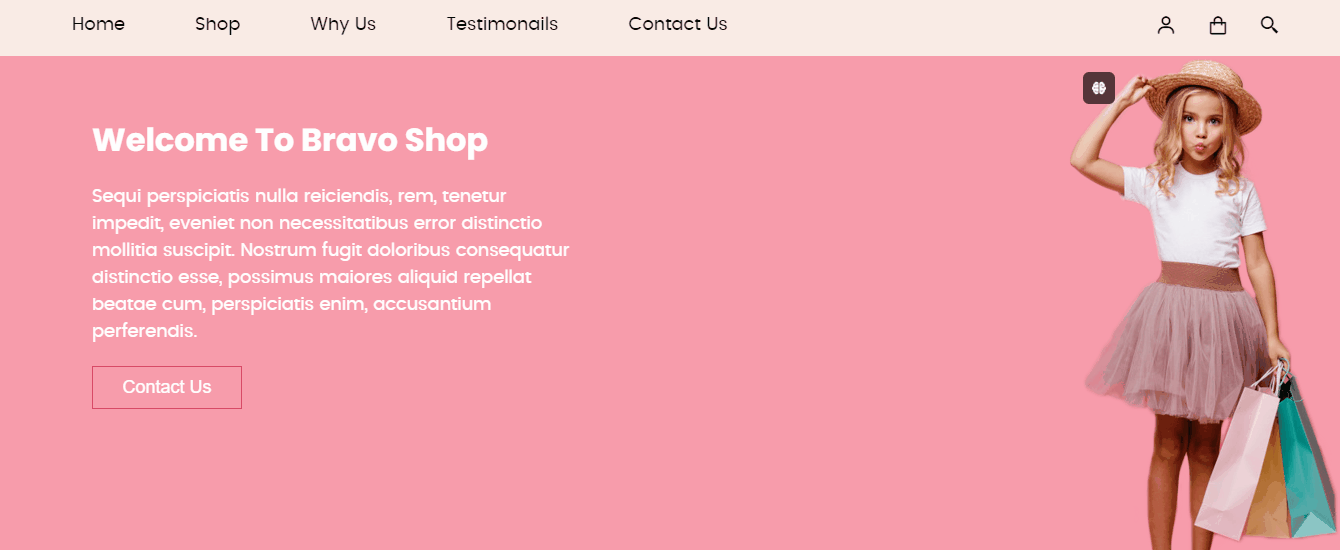 Home Shop Why Us Testimonails Contact Us
Welcome To Bravo Shop
Sequi perspiciatis nulla reiciendis, rem, tenetur
impedit, eveniet non necessitatibus error distinctio
mollitia suscipit. Nostrum fugit doloribus consequatur
distinctio esse, possimus maiores aliquid repellat
beatae cum, perspiciatis enim, accusantium
perferendis.
Contact Us